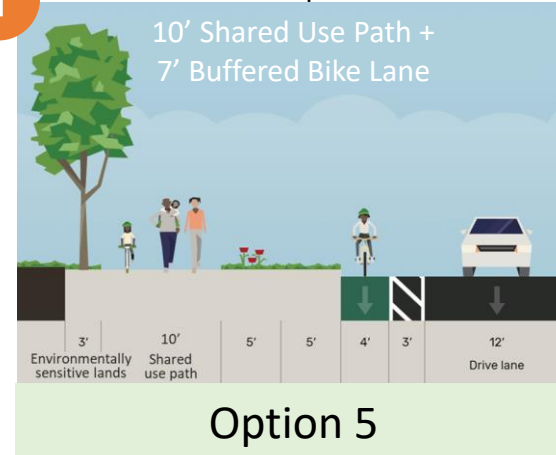 10’ Shared Use Path +
7’ Buffered Bike Lane
3’ 10’ 5’ 5’ 4’ 3’ 12’
Environmentally Shared Drive lane
sensitive lands use path
Option 5